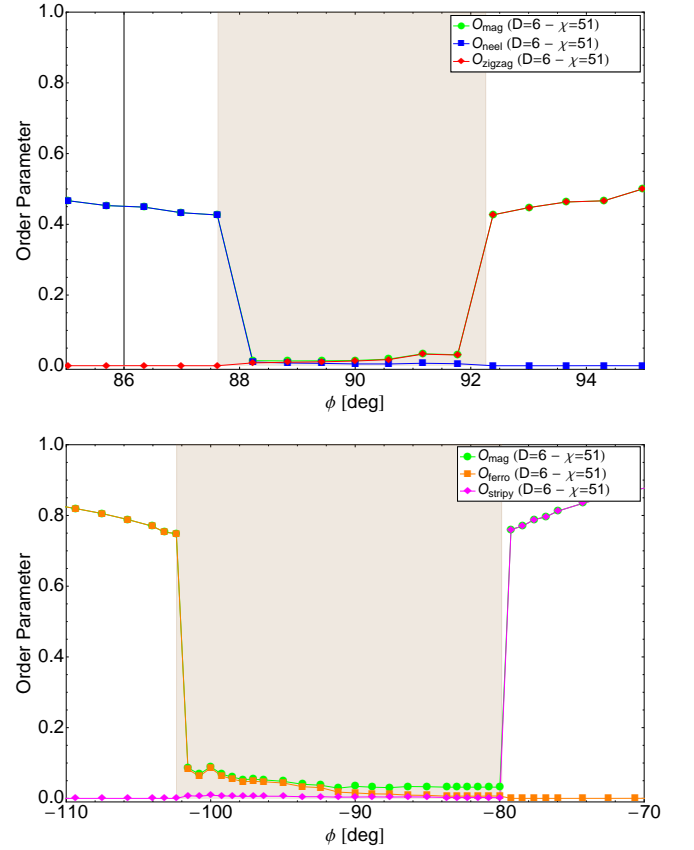 1.0
0.8
0.6
0.4
0.2
0.0
Order Parameter
O_mag (D=6 − χ=51)
O_neel (D=6 − χ=51)
O_zigzag (D=6 − χ=51)
86 88 90 92 94
ϕ [deg]
1.0
0.8
0.6
0.4
0.2
0.0
Order Parameter
O_mag (D=6 − χ=51)
O_ferro (D=6 − χ=51)
O_stripy (D=6 − χ=51)
−110 −100 −90 −80 −70
ϕ [deg]